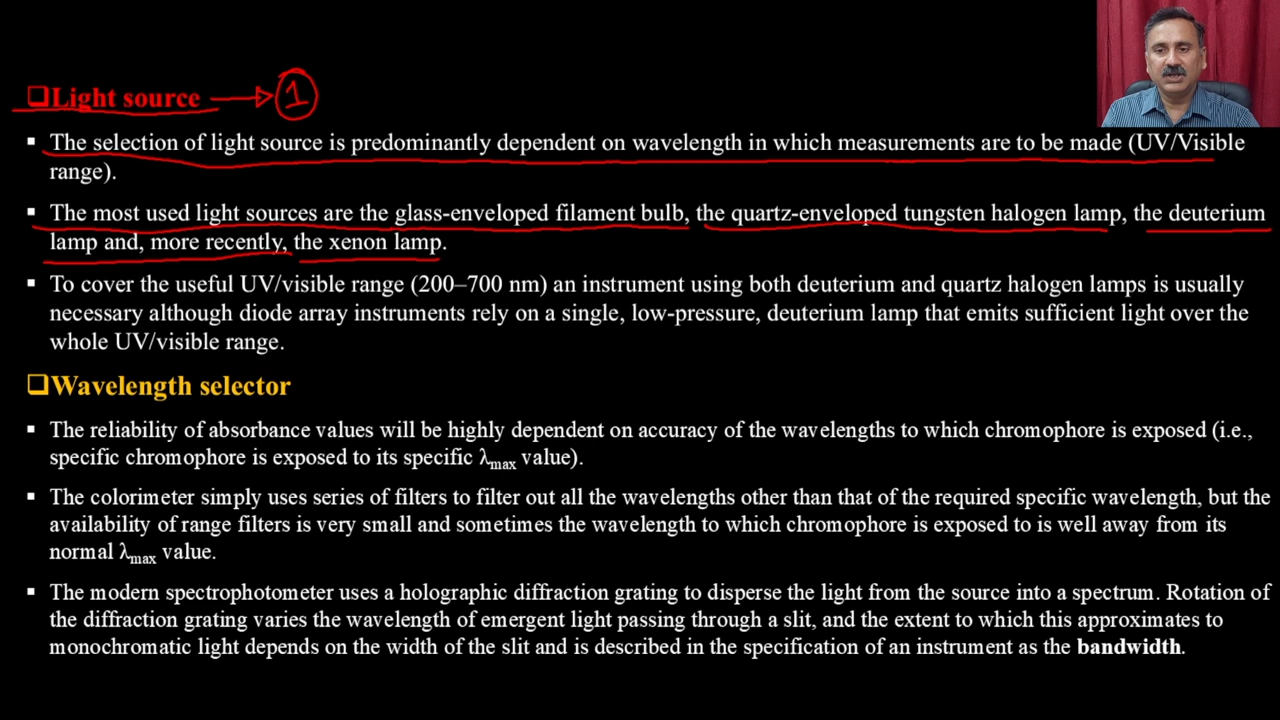 ❑Light source → 1
▪ The selection of light source is predominantly dependent on wavelength in which measurements are to be made (UV/Visible
range).
▪ The most used light sources are the glass-enveloped filament bulb, the quartz-enveloped tungsten halogen lamp, the deuterium
lamp and, more recently, the xenon lamp.
▪ To cover the useful UV/visible range (200–700 nm) an instrument using both deuterium and quartz halogen lamps is usually
necessary although diode array instruments rely on a single, low-pressure, deuterium lamp that emits sufficient light over the
whole UV/visible range.
❑Wavelength selector
▪ The reliability of absorbance values will be highly dependent on accuracy of the wavelengths to which chromophore is exposed (i.e.,
specific chromophore is exposed to its specific λmax value).
▪ The colorimeter simply uses series of filters to filter out all the wavelengths other than that of the required specific wavelength, but the
availability of range filters is very small and sometimes the wavelength to which chromophore is exposed to is well away from its
normal λmax value.
▪ The modern spectrophotometer uses a holographic diffraction grating to disperse the light from the source into a spectrum. Rotation of
the diffraction grating varies the wavelength of emergent light passing through a slit, and the extent to which this approximates to
monochromatic light depends on the width of the slit and is described in the specification of an instrument as the bandwidth.